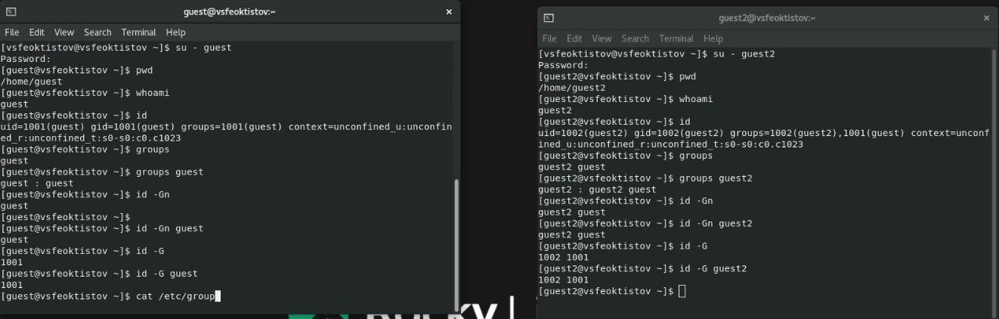 guest@vsfeoktistov:~
×
File Edit View Search Terminal Help
[vsfeoktistov@vsfeoktistov ~]$ su - guest
Password:
[guest@vsfeoktistov ~]$ pwd
/home/guest
[guest@vsfeoktistov ~]$ whoami
guest
[guest@vsfeoktistov ~]$ id
uid=1001(guest) gid=1001(guest) groups=1001(guest) context=unconfined_u:unconfin
ed_r:unconfined_t:s0-s0:c0.c1023
[guest@vsfeoktistov ~]$ groups
guest
[guest@vsfeoktistov ~]$ groups guest
guest : guest
[guest@vsfeoktistov ~]$ id -Gn
guest
[guest@vsfeoktistov ~]$
[guest@vsfeoktistov ~]$ id -Gn guest
guest
[guest@vsfeoktistov ~]$ id -G
1001
[guest@vsfeoktistov ~]$ id -G guest
1001
[guest@vsfeoktistov ~]$ cat /etc/group
guest2@vsfeoktistov:~
×
File Edit View Search Terminal Help
[vsfeoktistov@vsfeoktistov ~]$ su - guest2
Password:
[guest2@vsfeoktistov ~]$ pwd
/home/guest2
[guest2@vsfeoktistov ~]$ whoami
guest2
[guest2@vsfeoktistov ~]$ id
uid=1002(guest2) gid=1002(guest2) groups=1002(guest2),1001(guest) context=unconf
ined_u:unconfined_r:unconfined_t:s0-s0:c0.c1023
[guest2@vsfeoktistov ~]$ groups
guest2 guest
[guest2@vsfeoktistov ~]$ groups guest2
guest2 : guest2 guest
[guest2@vsfeoktistov ~]$ id -Gn
guest2 guest
[guest2@vsfeoktistov ~]$ id -Gn guest2
guest2 guest
[guest2@vsfeoktistov ~]$ id -G
1002 1001
[guest2@vsfeoktistov ~]$ id -G guest2
1002 1001
[guest2@vsfeoktistov ~]$
Rocky